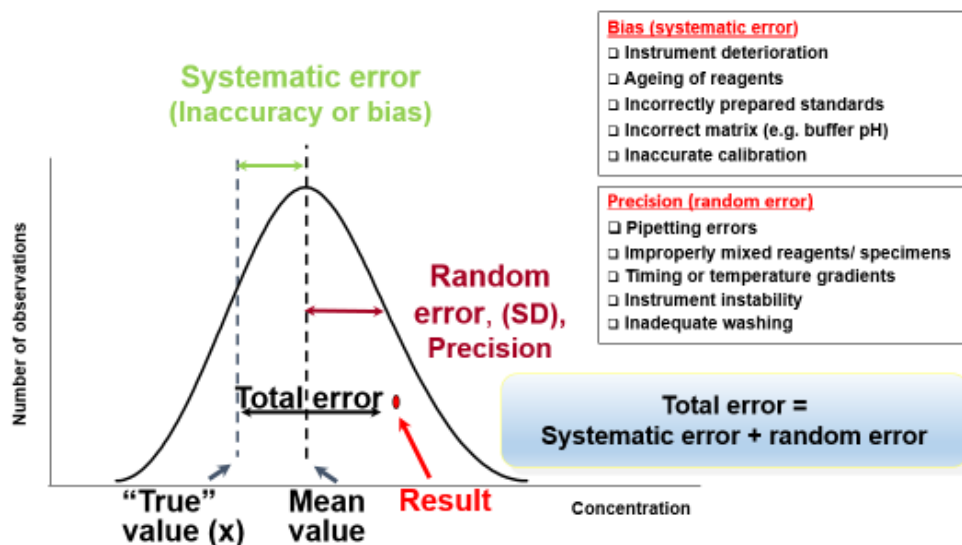 Systematic error
(Inaccuracy or bias)
Number of observations
Random
error, (SD),
Precision
Total error
"True"
value (x)
Mean
value
Result
Concentration
Bias (systematic error)
❑ Instrument deterioration
❑ Ageing of reagents
❑ Incorrectly prepared standards
❑ Incorrect matrix (e.g. buffer pH)
❑ Inaccurate calibration
Precision (random error)
❑ Pipetting errors
❑ Improperly mixed reagents/ specimens
❑ Timing or temperature gradients
❑ Instrument instability
❑ Inadequate washing
Total error =
Systematic error + random error